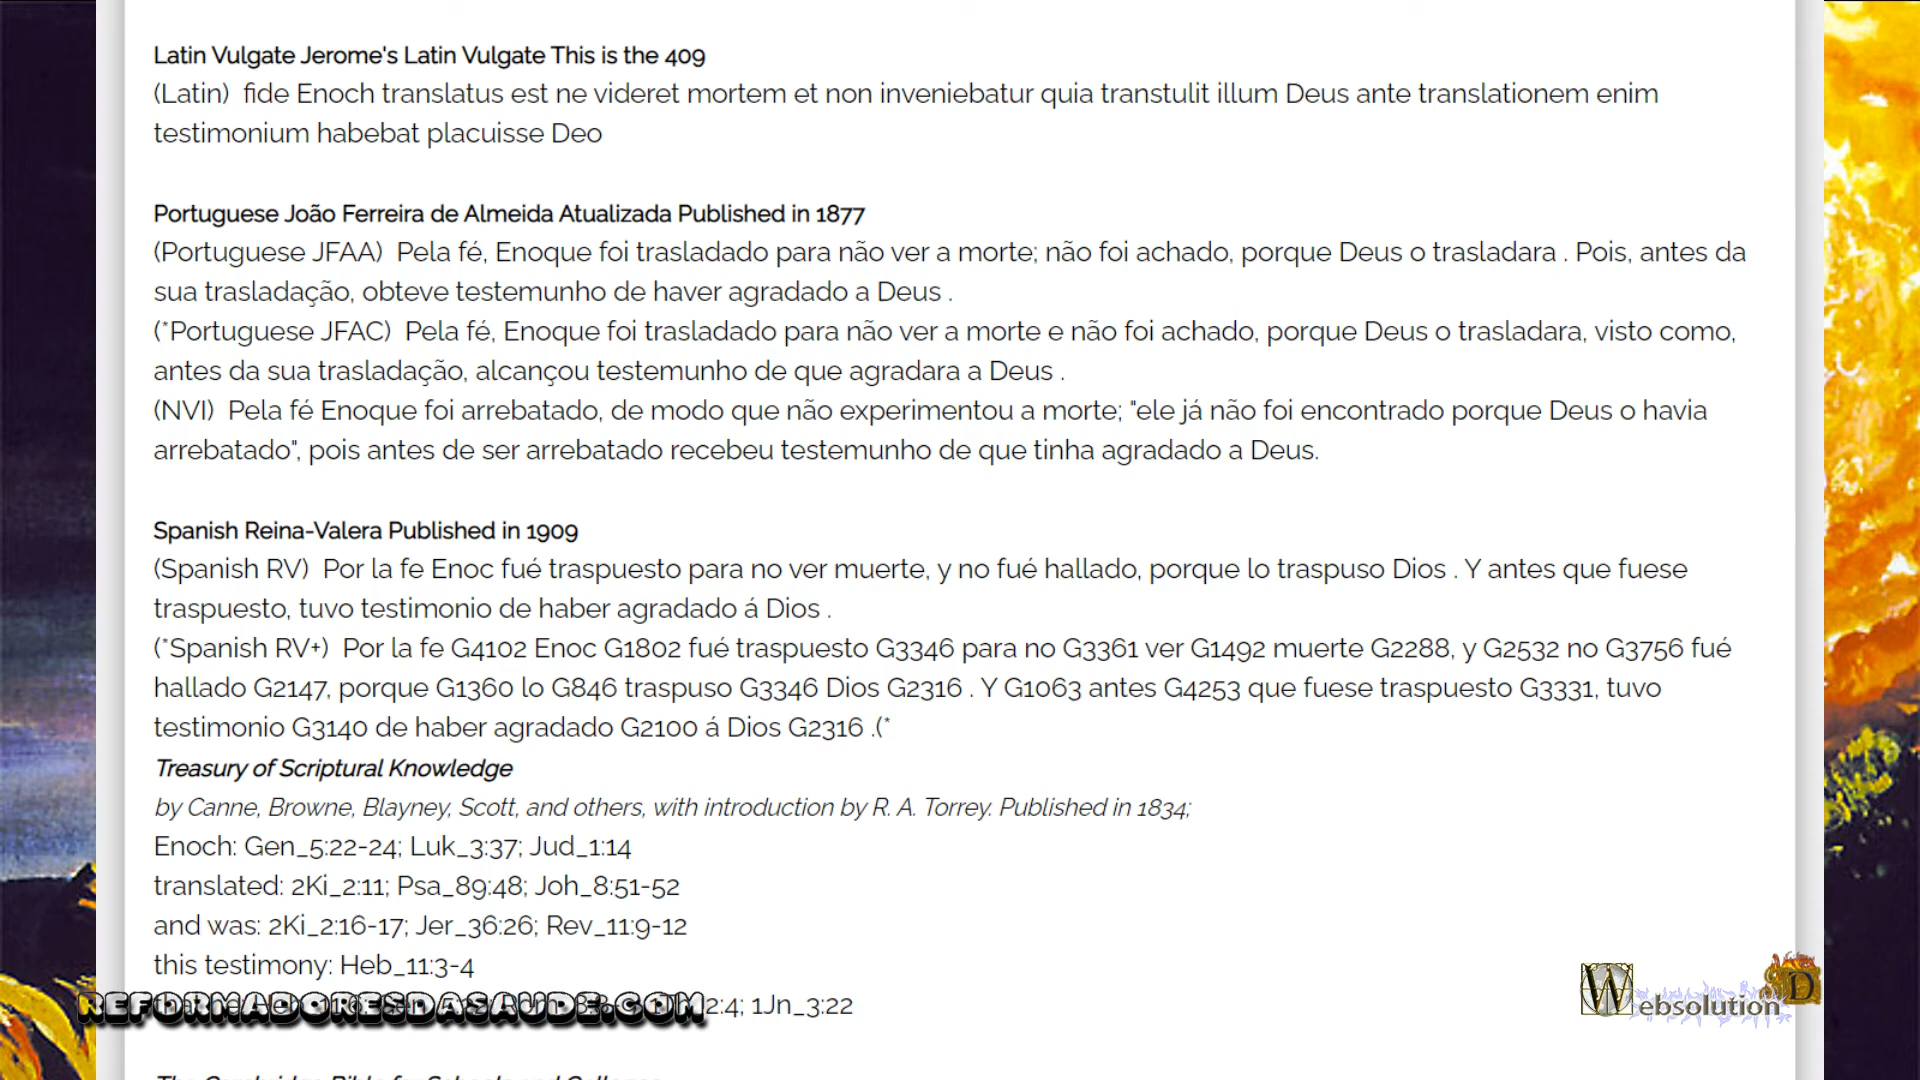 Latin Vulgate Jerome's Latin Vulgate This is the 409
(Latin) fide Enoch translatus est ne videret mortem et non inveniebatur quia transtulit illum Deus ante translationem enim
testimonium habebat placuisse Deo
Portuguese João Ferreira de Almeida Atualizada Published in 1877
(Portuguese JFAA) Pela fé, Enoque foi trasladado para não ver a morte; não foi achado, porque Deus o trasladara . Pois, antes da
sua trasladação, obteve testemunho de haver agradado a Deus .
(*Portuguese JFAC) Pela fé, Enoque foi trasladado para não ver a morte e não foi achado, porque Deus o trasladara, visto como,
antes da sua trasladação, alcançou testemunho de que agradara a Deus .
(NVI) Pela fé Enoque foi arrebatado, de modo que não experimentou a morte; "ele já não foi encontrado porque Deus o havia
arrebatado", pois antes de ser arrebatado recebeu testemunho de que tinha agradado a Deus.
Spanish Reina-Valera Published in 1909
(Spanish RV) Por la fe Enoc fué traspuesto para no ver muerte, y no fué hallado, porque lo traspuso Dios . Y antes que fuese
traspuesto, tuvo testimonio de haber agradado á Dios .
(*Spanish RV+) Por la fe G4102 Enoc G1802 fué traspuesto G3346 para no G3361 ver G1492 muerte G2288, y G2532 no G3756 fué
hallado G2147, porque G1360 lo G846 traspuso G3346 Dios G2316 . Y G1063 antes G4253 que fuese traspuesto G3331, tuvo
testimonio G3140 de haber agradado G2100 á Dios G2316 .(*
Treasury of Scriptural Knowledge
by Canne, Browne, Blayney, Scott, and others, with introduction by R. A. Torrey. Published in 1834;
Enoch: Gen_5:22-24; Luk_3:37; Jud_1:14
translated: 2Ki_2:11; Psa_89:48; Joh_8:51-52
and was: 2Ki_2:16-17; Jer_36:26; Rev_11:9-12
this testimony: Heb_11:3-4
2:4; 1Jn_3:22
REFORMADORESDASAUDE.COM
Websolution D